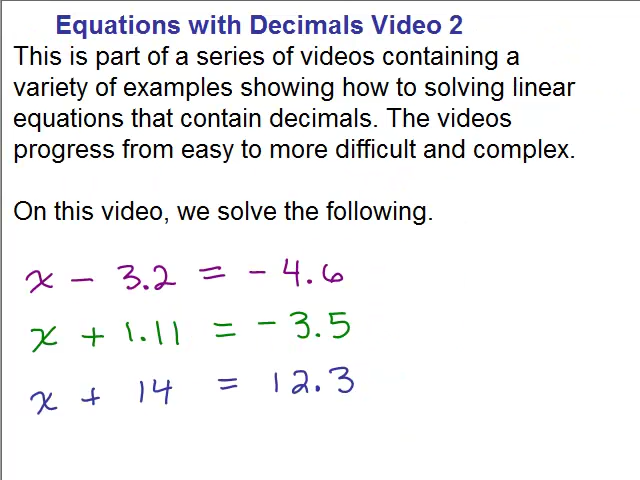 Equations with Decimals Video 2
This is part of a series of videos containing a
variety of examples showing how to solving linear
equations that contain decimals. The videos
progress from easy to more difficult and complex.
On this video, we solve the following.
x - 3.2 = - 4.6
x + 1.11 = - 3.5
x + 14 = 12.3